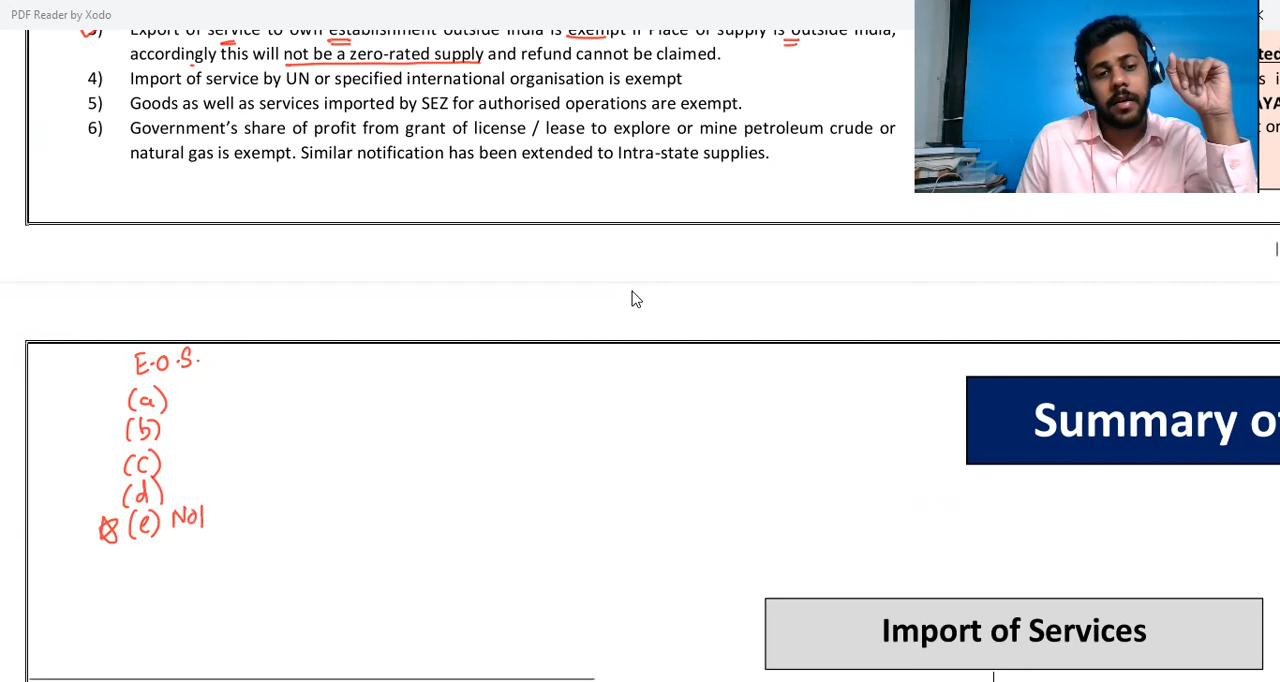 PDF Reader by Xodo
Export of service to own establishment outside India is exempt if Place of supply is outside India,
accordingly this will not be a zero-rated supply and refund cannot be claimed.
4) Import of service by UN or specified international organisation is exempt
5) Goods as well as services imported by SEZ for authorised operations are exempt.
6) Government's share of profit from grant of license / lease to explore or mine petroleum crude or
natural gas is exempt. Similar notification has been extended to Intra-state supplies.
E.O.S.
(a)
(b)
(c)
(d)
(e) Not
Summary of
Import of Services